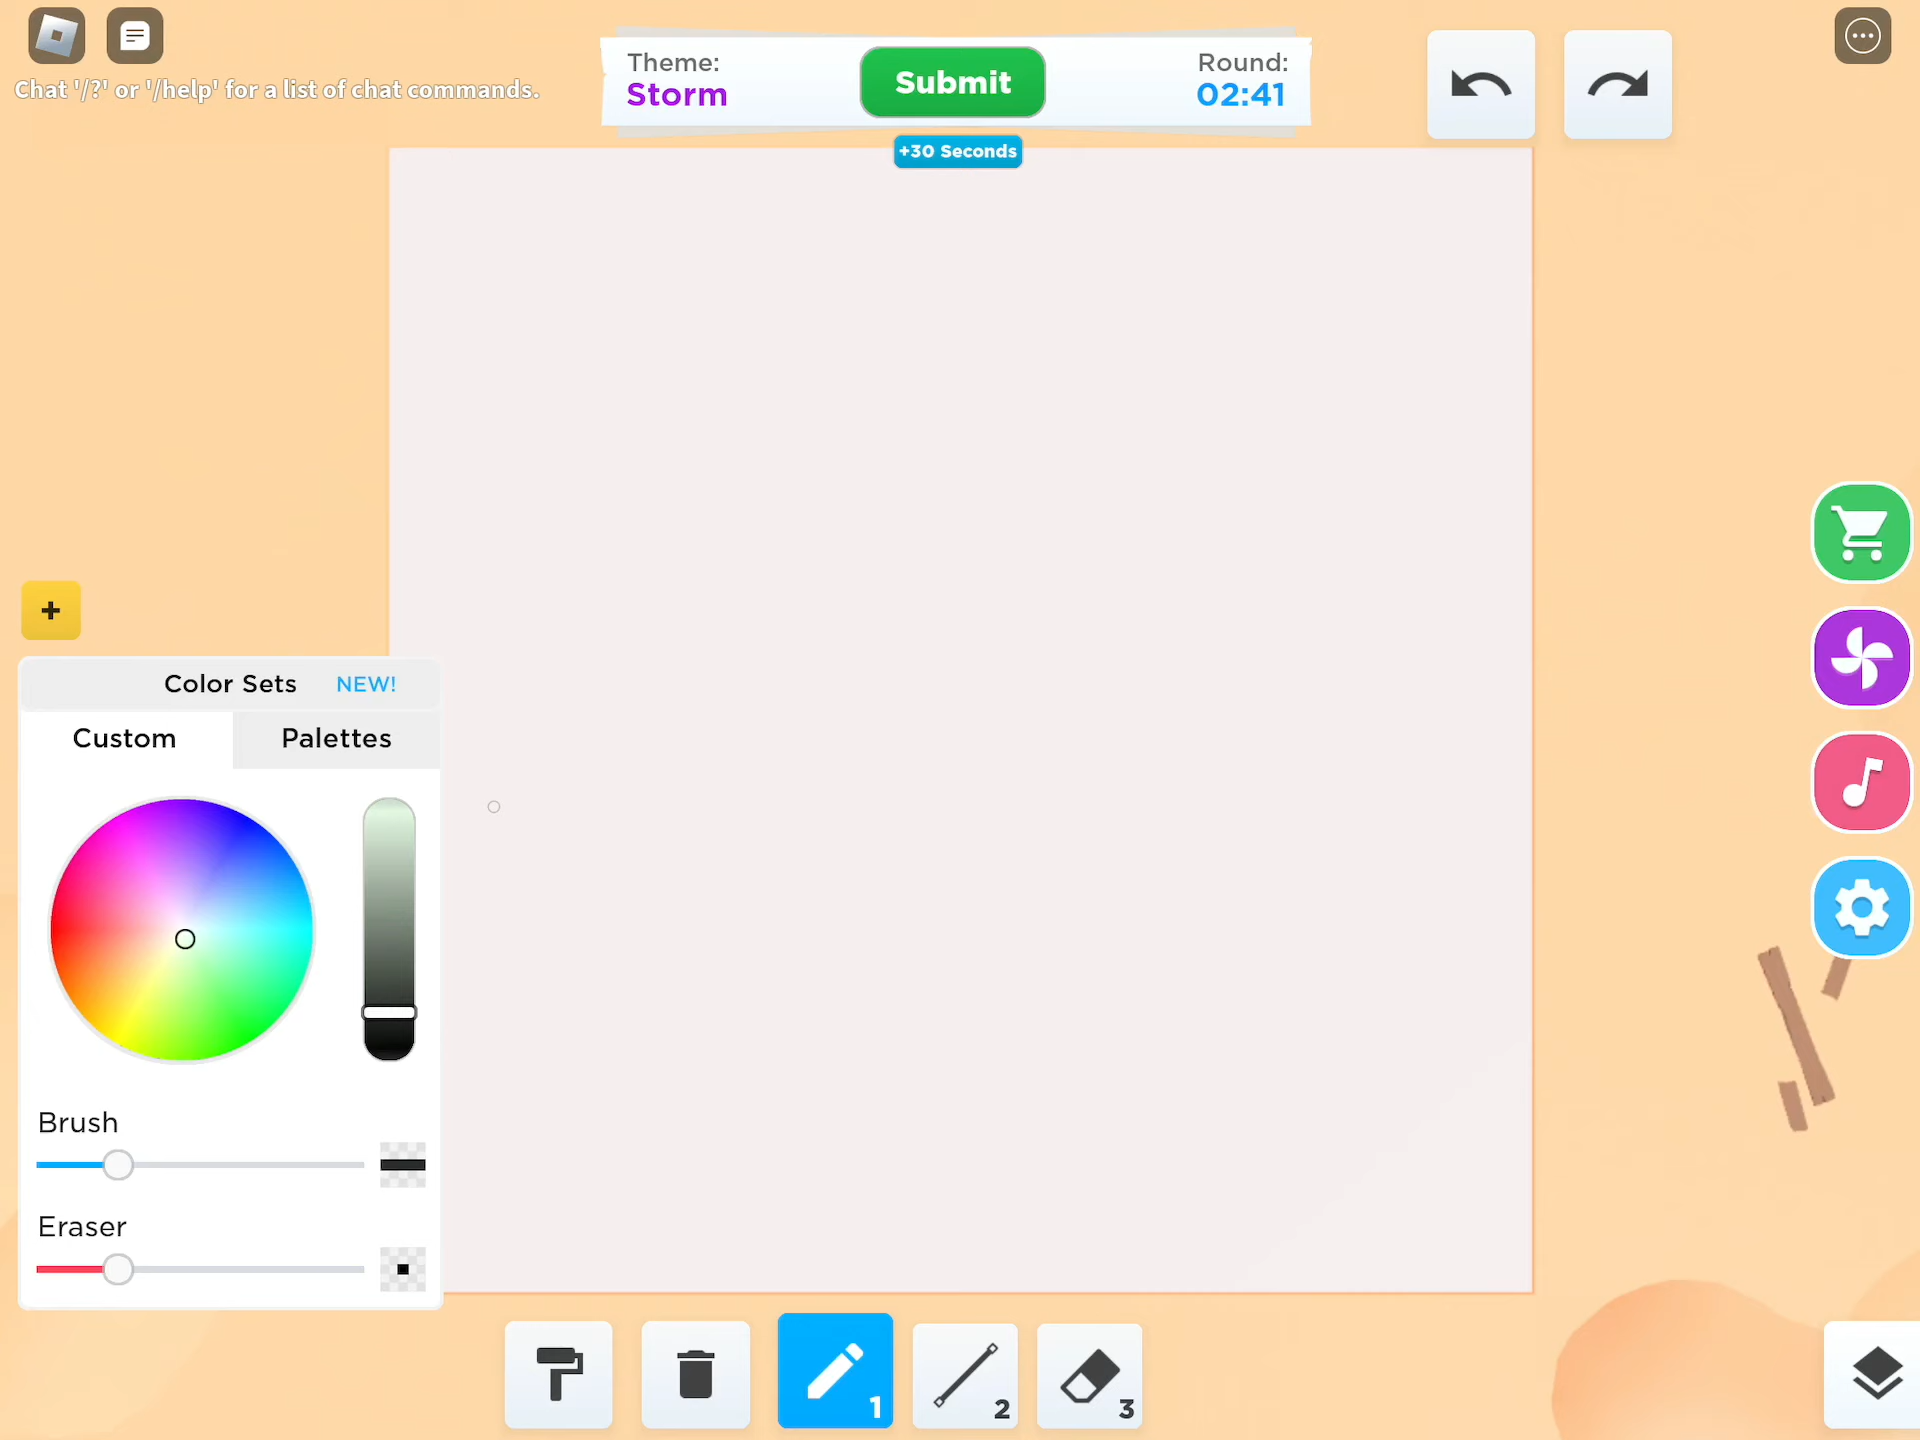 Chat '/?' or '/help' for a list of chat commands.
Theme:
Storm
Submit
Round:
02:41
+30 Seconds
+
Color Sets NEW!
Custom
Palettes
Brush
Eraser
1
2
3